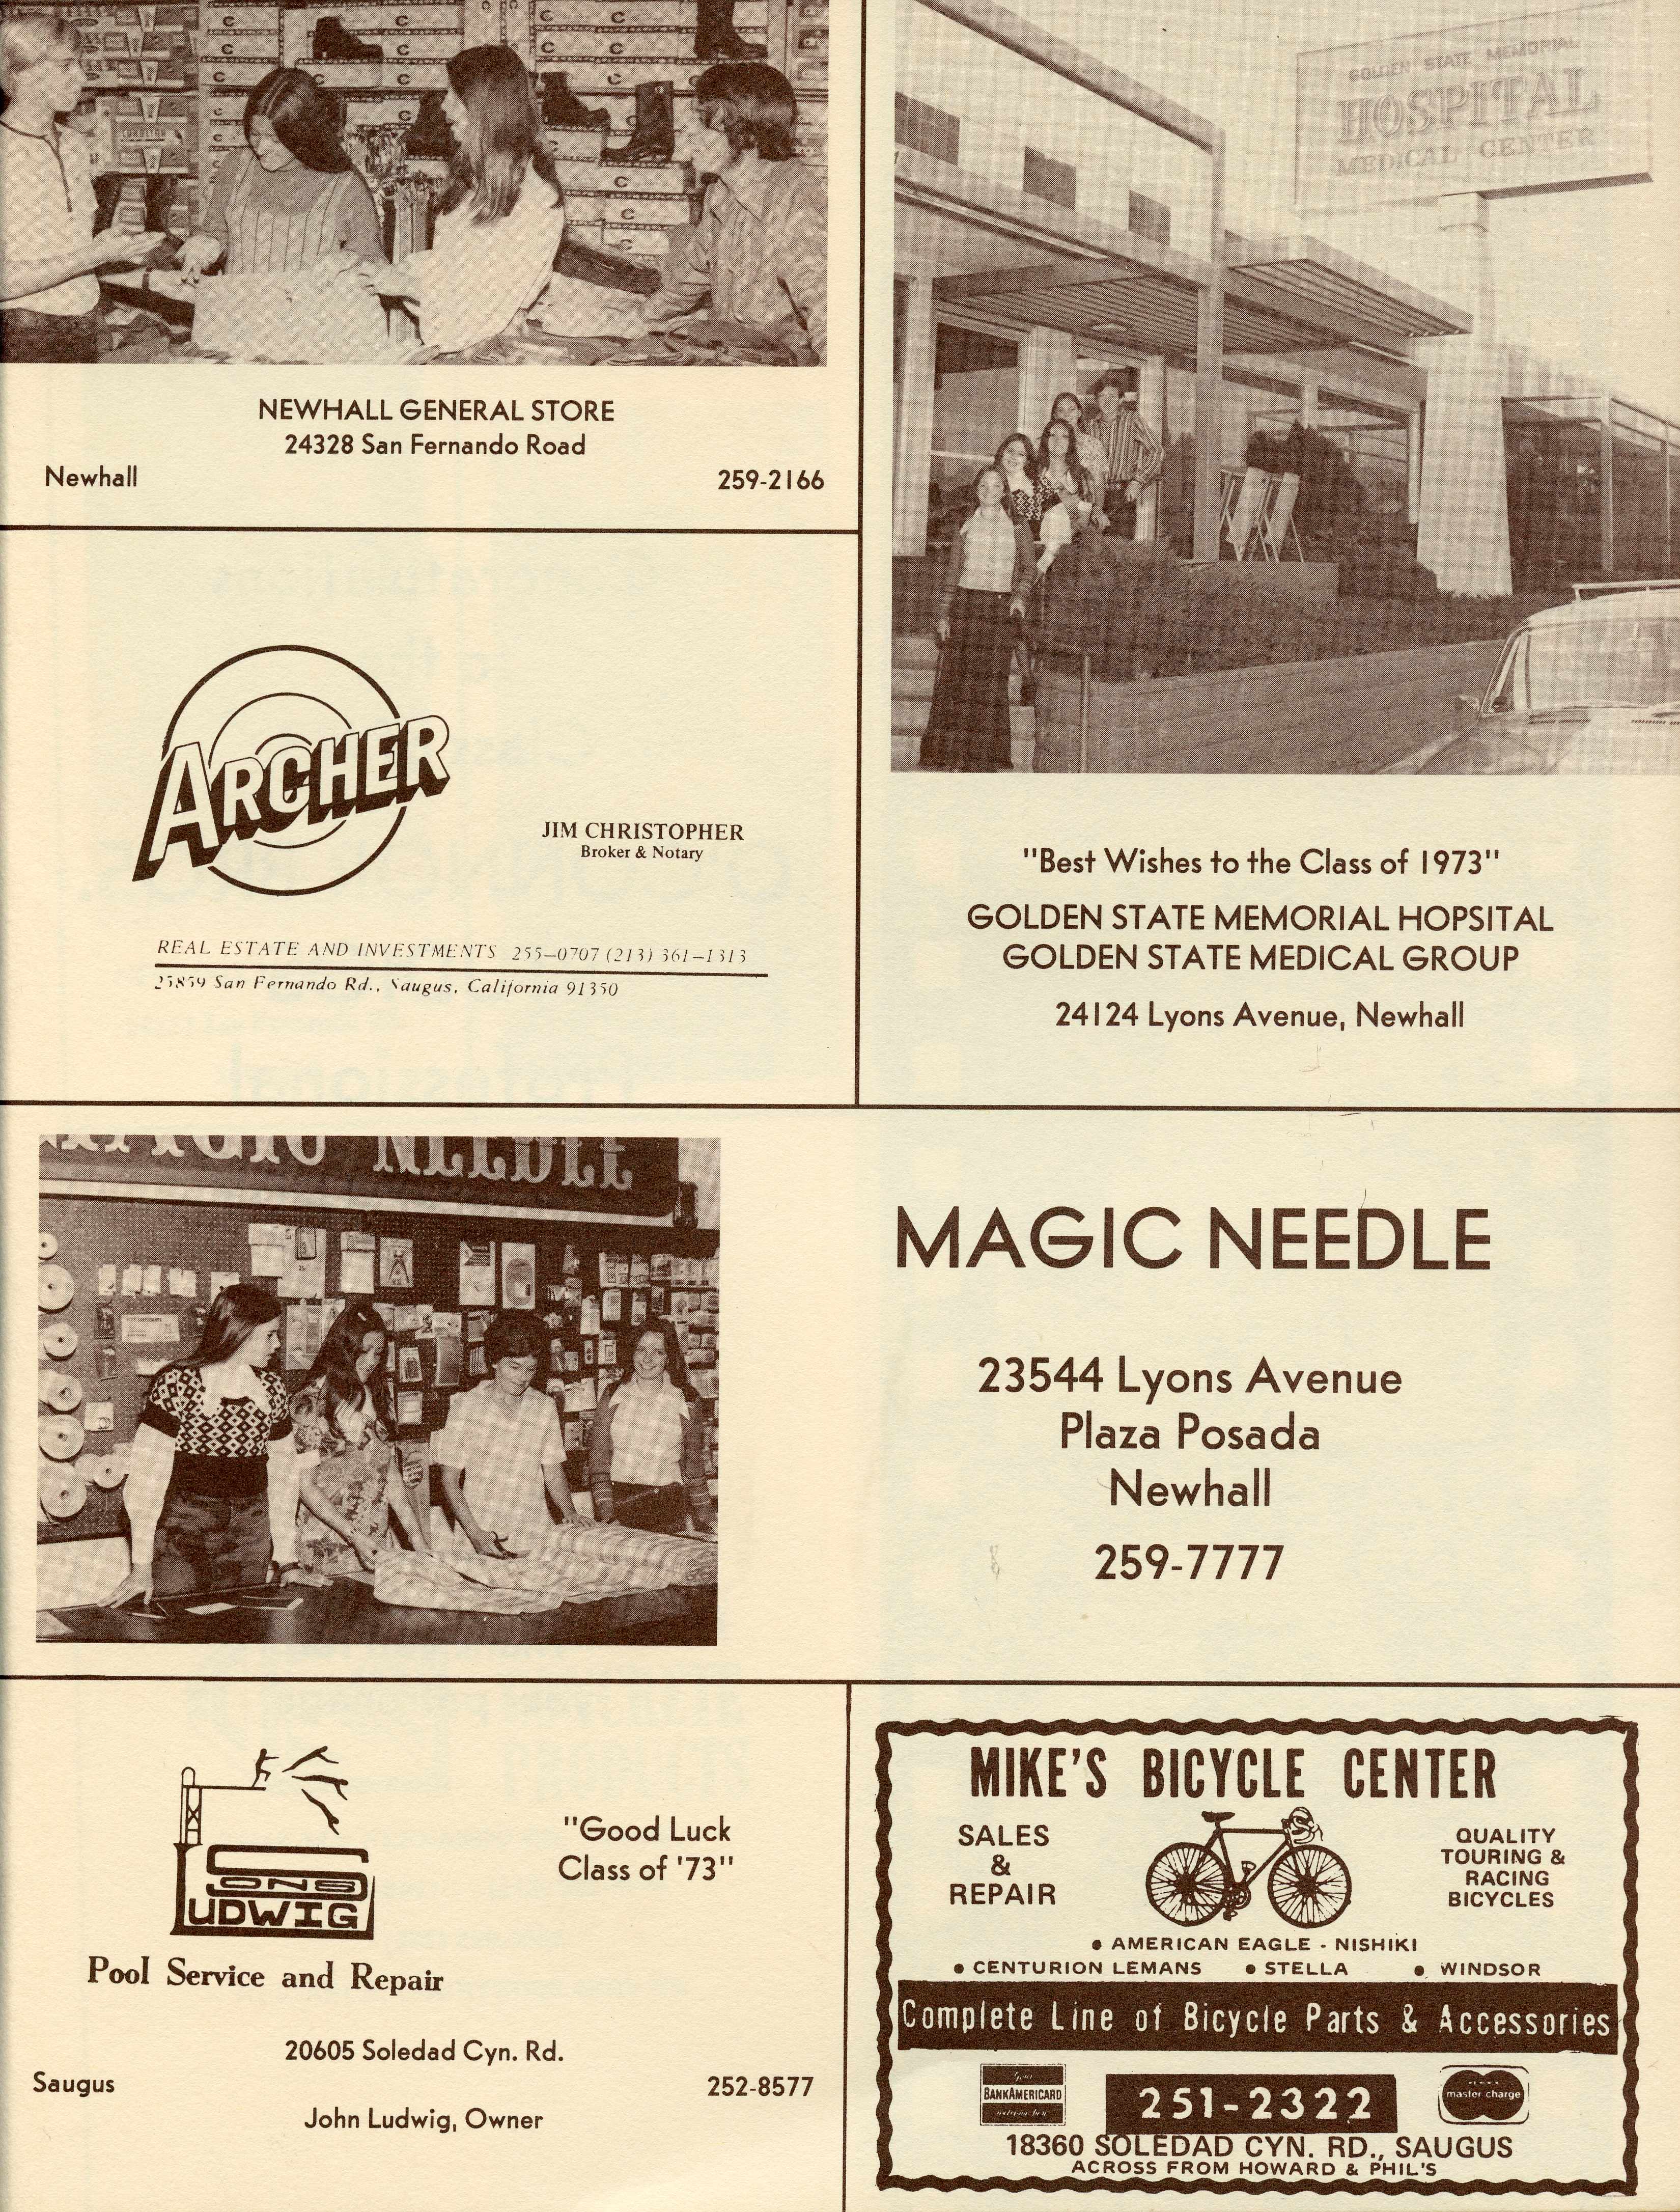 NEWHALL GENERAL STORE
24328 San Fernando Road
Newhall 259-2166
GOLDEN STATE MEMORIAL
HOSPITAL
MEDICAL CENTER
"Best Wishes to the Class of 1973"
GOLDEN STATE MEMORIAL HOPSITAL
GOLDEN STATE MEDICAL GROUP
24124 Lyons Avenue, Newhall
ARCHER
JIM CHRISTOPHER
Broker & Notary
REAL ESTATE AND INVESTMENTS 255-0707 (213) 361-1313
25859 San Fernando Rd., Saugus, California 91350
MAGIC NEEDLE
MAGIC NEEDLE
23544 Lyons Avenue
Plaza Posada
Newhall
259-7777
SONS
LUDWIG
Pool Service and Repair
"Good Luck
Class of '73"
20605 Soledad Cyn. Rd.
Saugus 252-8577
John Ludwig, Owner
MIKE'S BICYCLE CENTER
SALES
&
REPAIR
QUALITY
TOURING &
RACING
BICYCLES
• AMERICAN EAGLE - NISHIKI
• CENTURION LEMANS • STELLA • WINDSOR
Complete Line of Bicycle Parts & Accessories
BANKAMERICARD
251-2322
master charge
18360 SOLEDAD CYN. RD., SAUGUS
ACROSS FROM HOWARD & PHIL'S